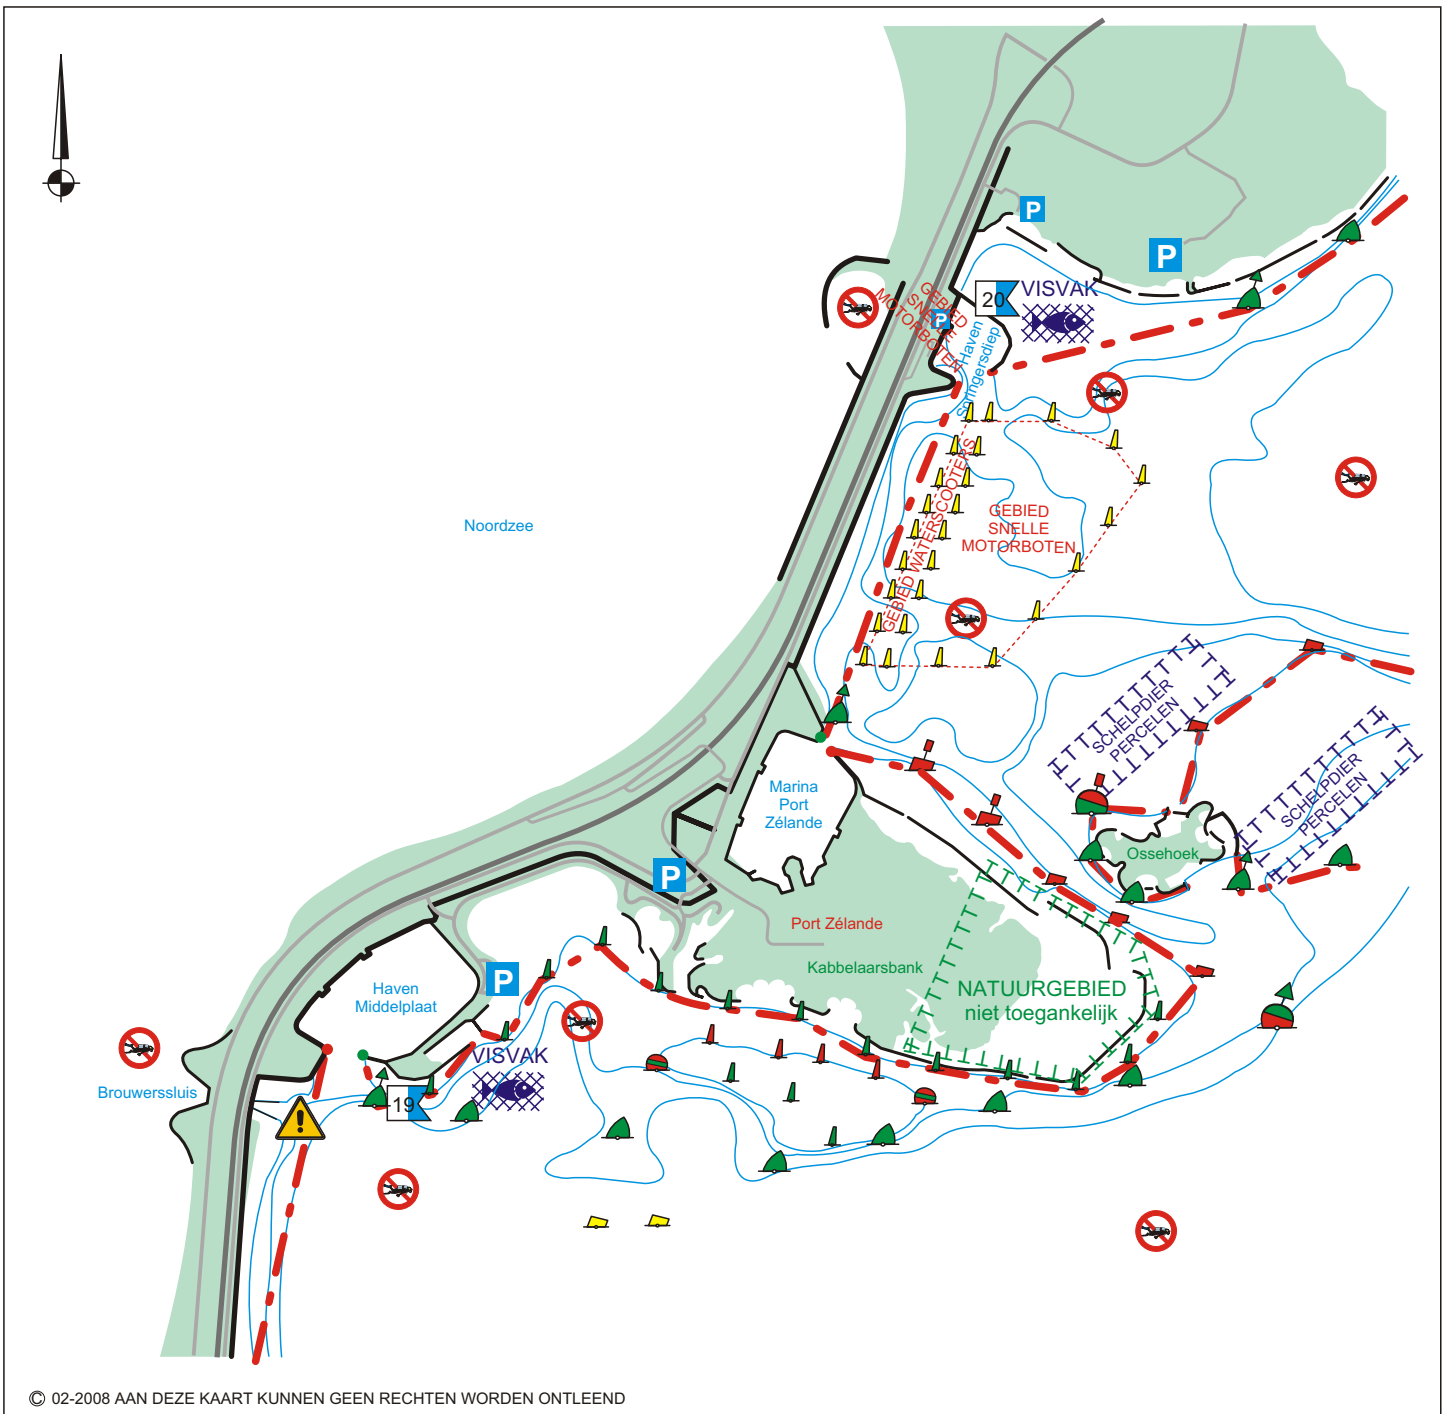 P
P
GEBIED
SNELLE
MOTORBOTEN
P
20
VISVAK
Haven
Springersdiep
Noordzee
GEBIED WATERSCOOTERS
GEBIED
SNELLE
MOTORBOTEN
SCHELPDIER
PERCELEN
SCHELPDIER
PERCELEN
Marina
Port
Zélande
Ossehoek
P
Port Zélande
Kabbelaarsbank
P
Haven
Middelplaat
NATUURGEBIED
niet toegankelijk
VISVAK
Brouwerssluis
19
!
© 02-2008 AAN DEZE KAART KUNNEN GEEN RECHTEN WORDEN ONTLEEND